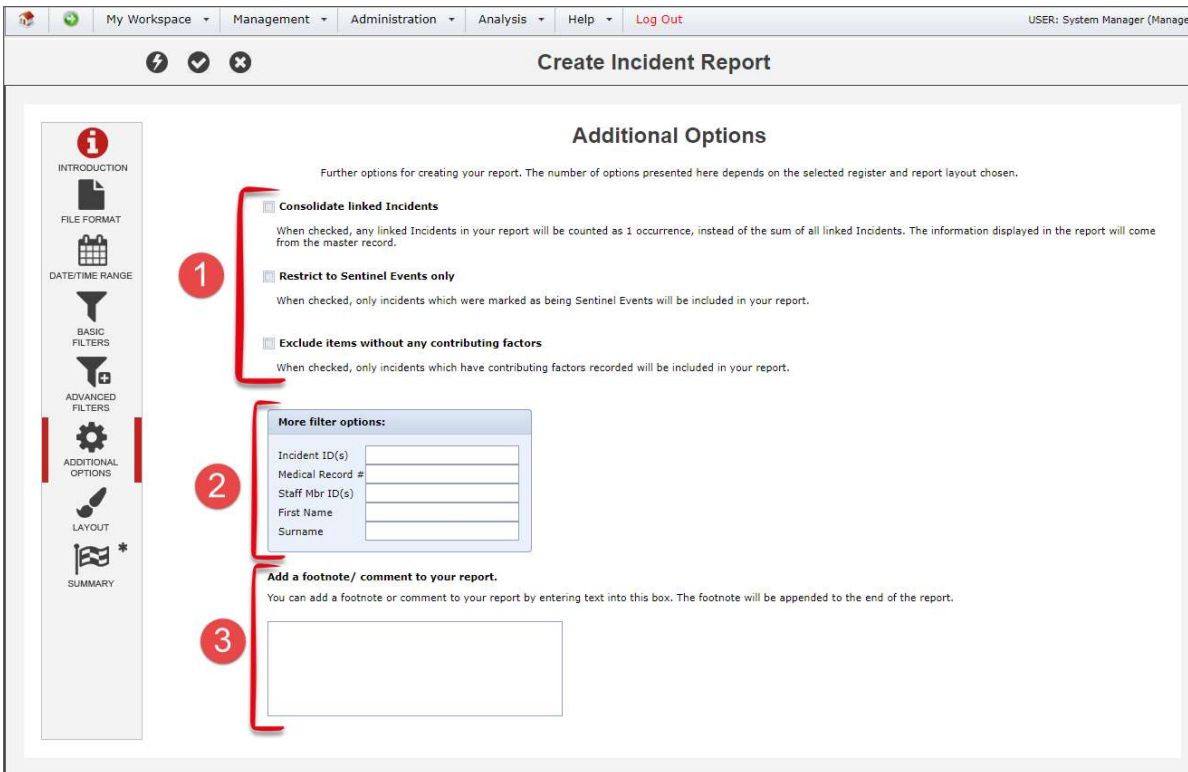 My Workspace Management Administration Analysis Help Log Out USER: System Manager (Manage
Create Incident Report
INTRODUCTION
FILE FORMAT
DATE/TIME RANGE
BASIC
FILTERS
ADVANCED
FILTERS
ADDITIONAL
OPTIONS
LAYOUT
*
SUMMARY
Additional Options
Further options for creating your report. The number of options presented here depends on the selected register and report layout chosen.
1
Consolidate linked Incidents
When checked, any linked Incidents in your report will be counted as 1 occurrence, instead of the sum of all linked Incidents. The information displayed in the report will come
from the master record.
Restrict to Sentinel Events only
When checked, only incidents which were marked as being Sentinel Events will be included in your report.
Exclude items without any contributing factors
When checked, only incidents which have contributing factors recorded will be included in your report.
2
More filter options:
Incident ID(s)
Medical Record #
Staff Mbr ID(s)
First Name
Surname
3
Add a footnote/ comment to your report.
You can add a footnote or comment to your report by entering text into this box. The footnote will be appended to the end of the report.